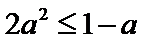 2a² ≤ 1−a